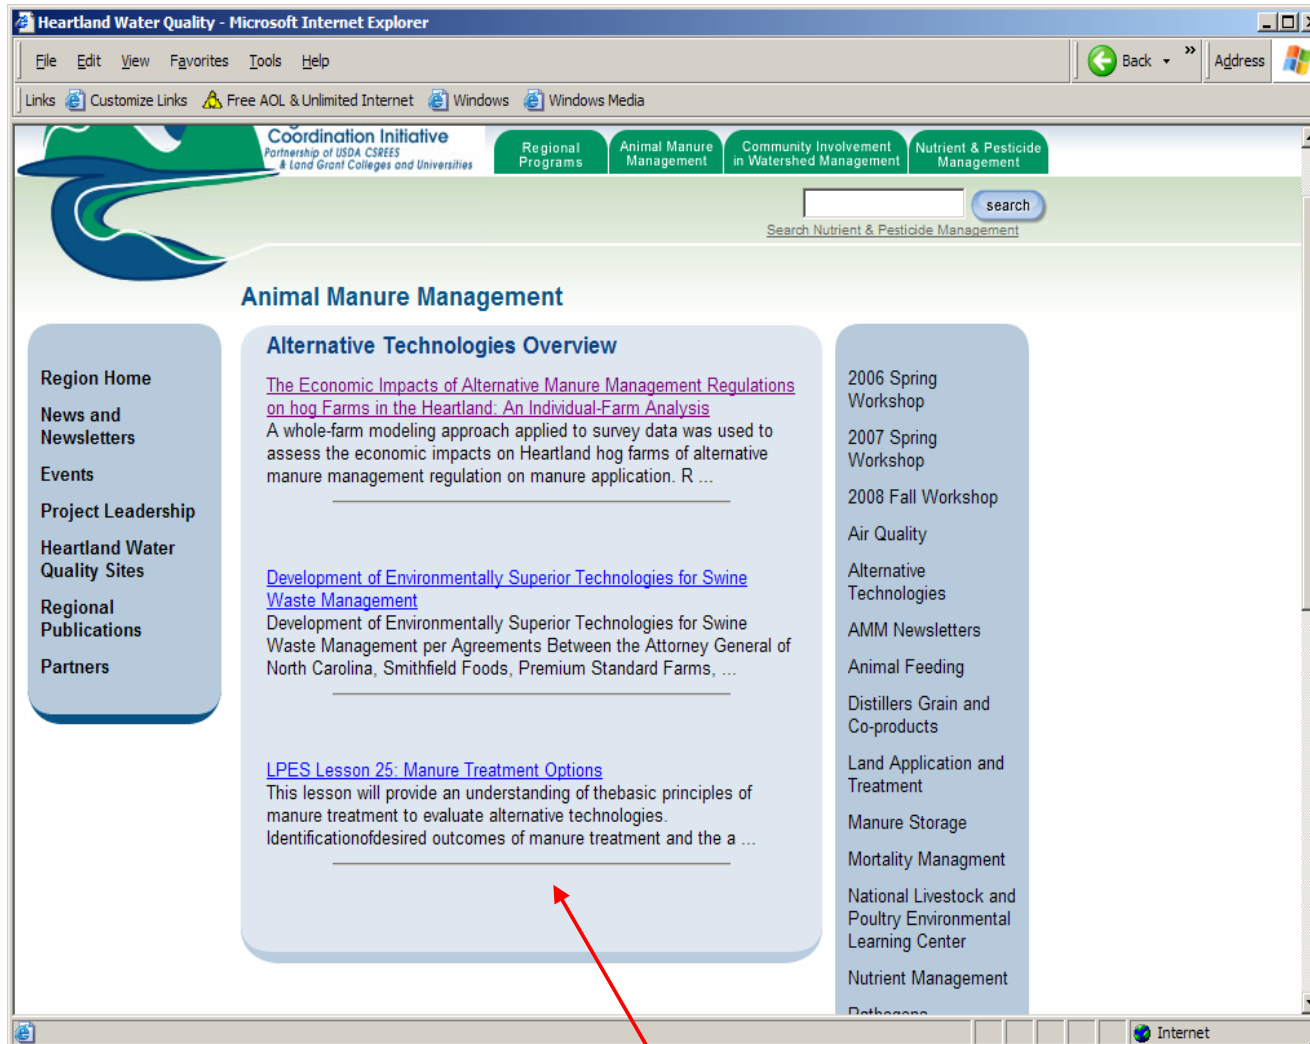 Heartland Water Quality - Microsoft Internet Explorer
File Edit View Favorites Tools Help
Back » Address
Links Customize Links Free AOL & Unlimited Internet Windows Windows Media
Coordination Initiative
Partnership of USDA CSREES
& Land Grant Colleges and Universities
Regional
Programs
Animal Manure
Management
Community Involvement
in Watershed Management
Nutrient & Pesticide
Management
search
Search Nutrient & Pesticide Management
Animal Manure Management
Region Home
News and
Newsletters
Events
Project Leadership
Heartland Water
Quality Sites
Regional
Publications
Partners
Alternative Technologies Overview
The Economic Impacts of Alternative Manure Management Regulations
on hog Farms in the Heartland: An Individual-Farm Analysis
A whole-farm modeling approach applied to survey data was used to
assess the economic impacts on Heartland hog farms of alternative
manure management regulation on manure application. R ...
Development of Environmentally Superior Technologies for Swine
Waste Management
Development of Environmentally Superior Technologies for Swine
Waste Management per Agreements Between the Attorney General of
North Carolina, Smithfield Foods, Premium Standard Farms, ...
LPES Lesson 25: Manure Treatment Options
This lesson will provide an understanding of thebasic principles of
manure treatment to evaluate alternative technologies.
Identificationofdesired outcomes of manure treatment and the a ...
2006 Spring
Workshop
2007 Spring
Workshop
2008 Fall Workshop
Air Quality
Alternative
Technologies
AMM Newsletters
Animal Feeding
Distillers Grain and
Co-products
Land Application and
Treatment
Manure Storage
Mortality Managment
National Livestock and
Poultry Environmental
Learning Center
Nutrient Management
Pathogens
Internet